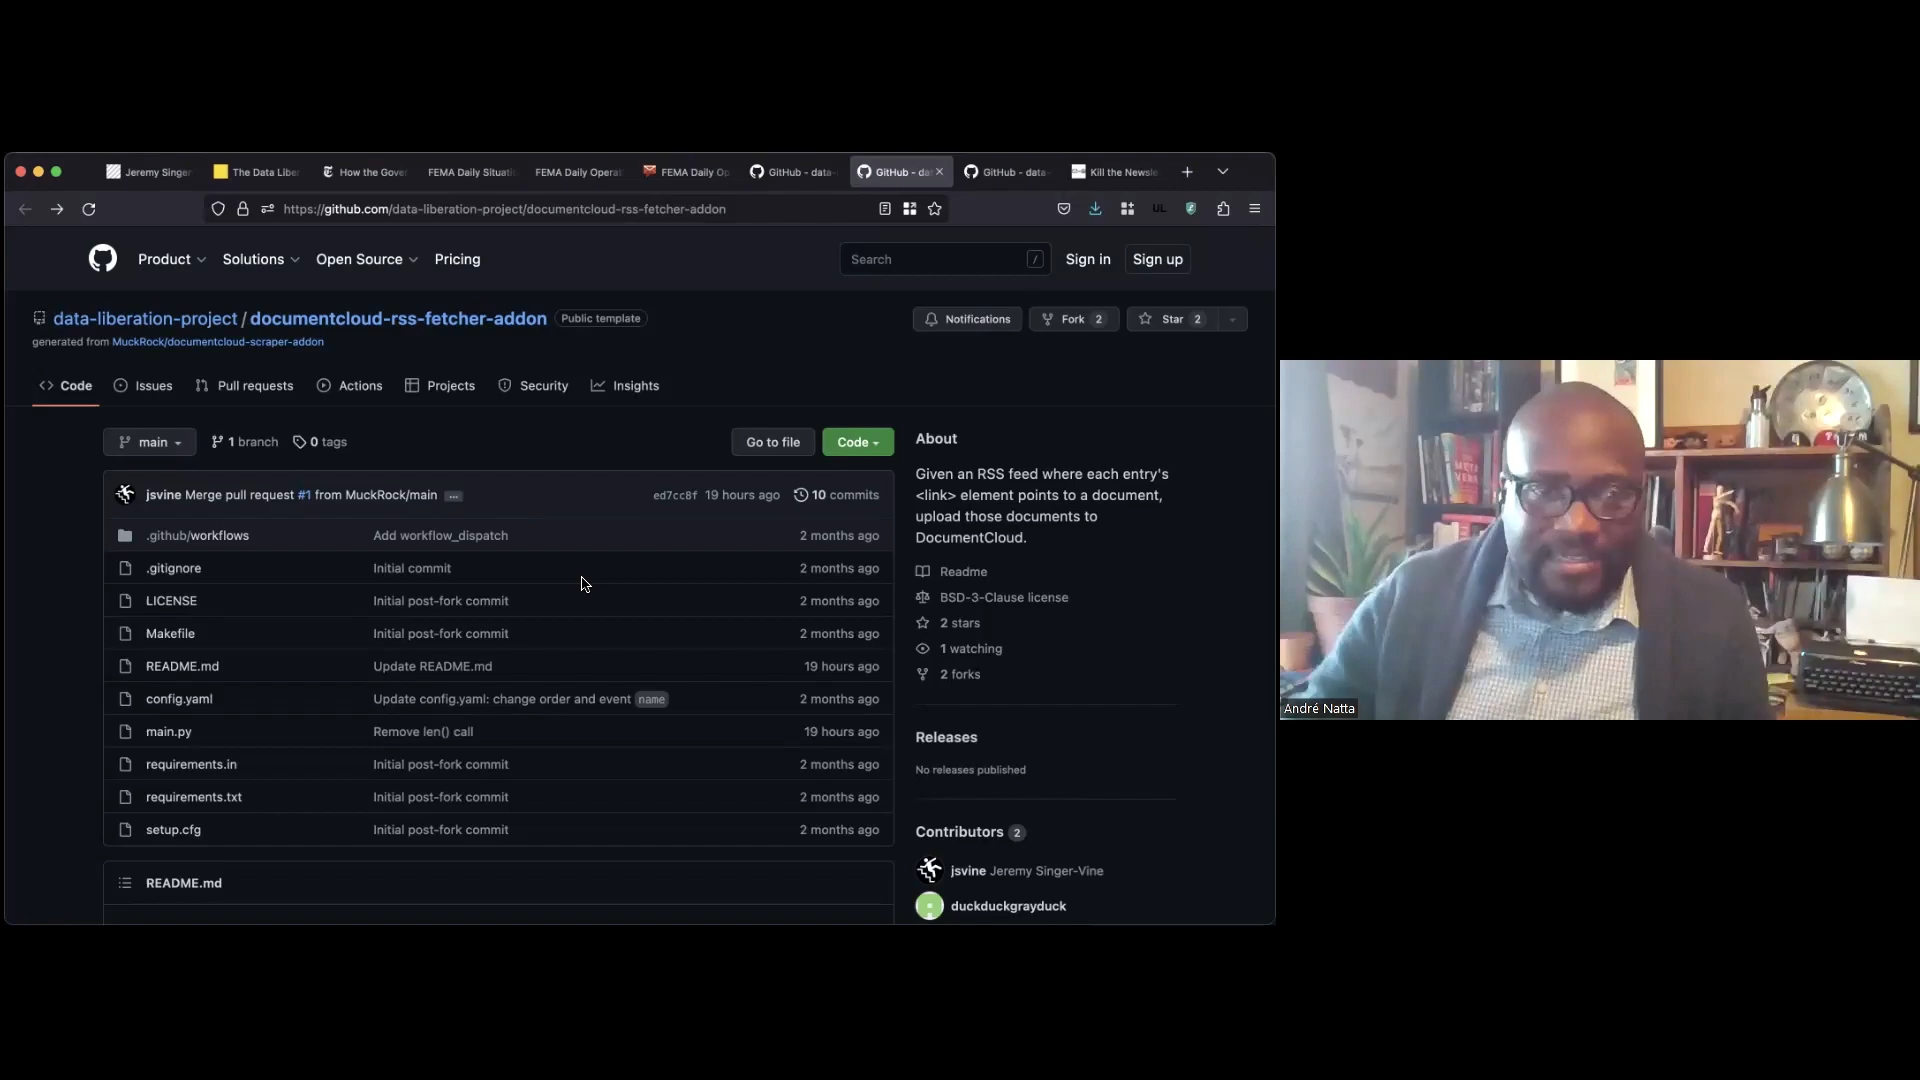 Jeremy Singer
The Data Liber
How the Gover
FEMA Daily Situati
FEMA Daily Operat
FEMA Daily Op
GitHub - data-
GitHub - dat
GitHub - data-
Kill the Newsle
https://github.com/data-liberation-project/documentcloud-rss-fetcher-addon
UL
Product
Solutions
Open Source
Pricing
Search
/
Sign in
Sign up
data-liberation-project / documentcloud-rss-fetcher-addon
Public template
Notifications
Fork 2
Star 2
generated from MuckRock/documentcloud-scraper-addon
Code
Issues
Pull requests
Actions
Projects
Security
Insights
main
1 branch
0 tags
Go to file
Code
jsvine Merge pull request #1 from MuckRock/main ...
ed7cc8f 19 hours ago
10 commits
.github/workflows Add workflow_dispatch 2 months ago
.gitignore Initial commit 2 months ago
LICENSE Initial post-fork commit 2 months ago
Makefile Initial post-fork commit 2 months ago
README.md Update README.md 19 hours ago
config.yaml Update config.yaml: change order and event name 2 months ago
main.py Remove len() call 19 hours ago
requirements.in Initial post-fork commit 2 months ago
requirements.txt Initial post-fork commit 2 months ago
setup.cfg Initial post-fork commit 2 months ago
README.md
About
Given an RSS feed where each entry's
<link> element points to a document,
upload those documents to
DocumentCloud.
Readme
BSD-3-Clause license
2 stars
1 watching
2 forks
Releases
No releases published
Contributors 2
jsvine Jeremy Singer-Vine
duckduckgrayduck
André Natta